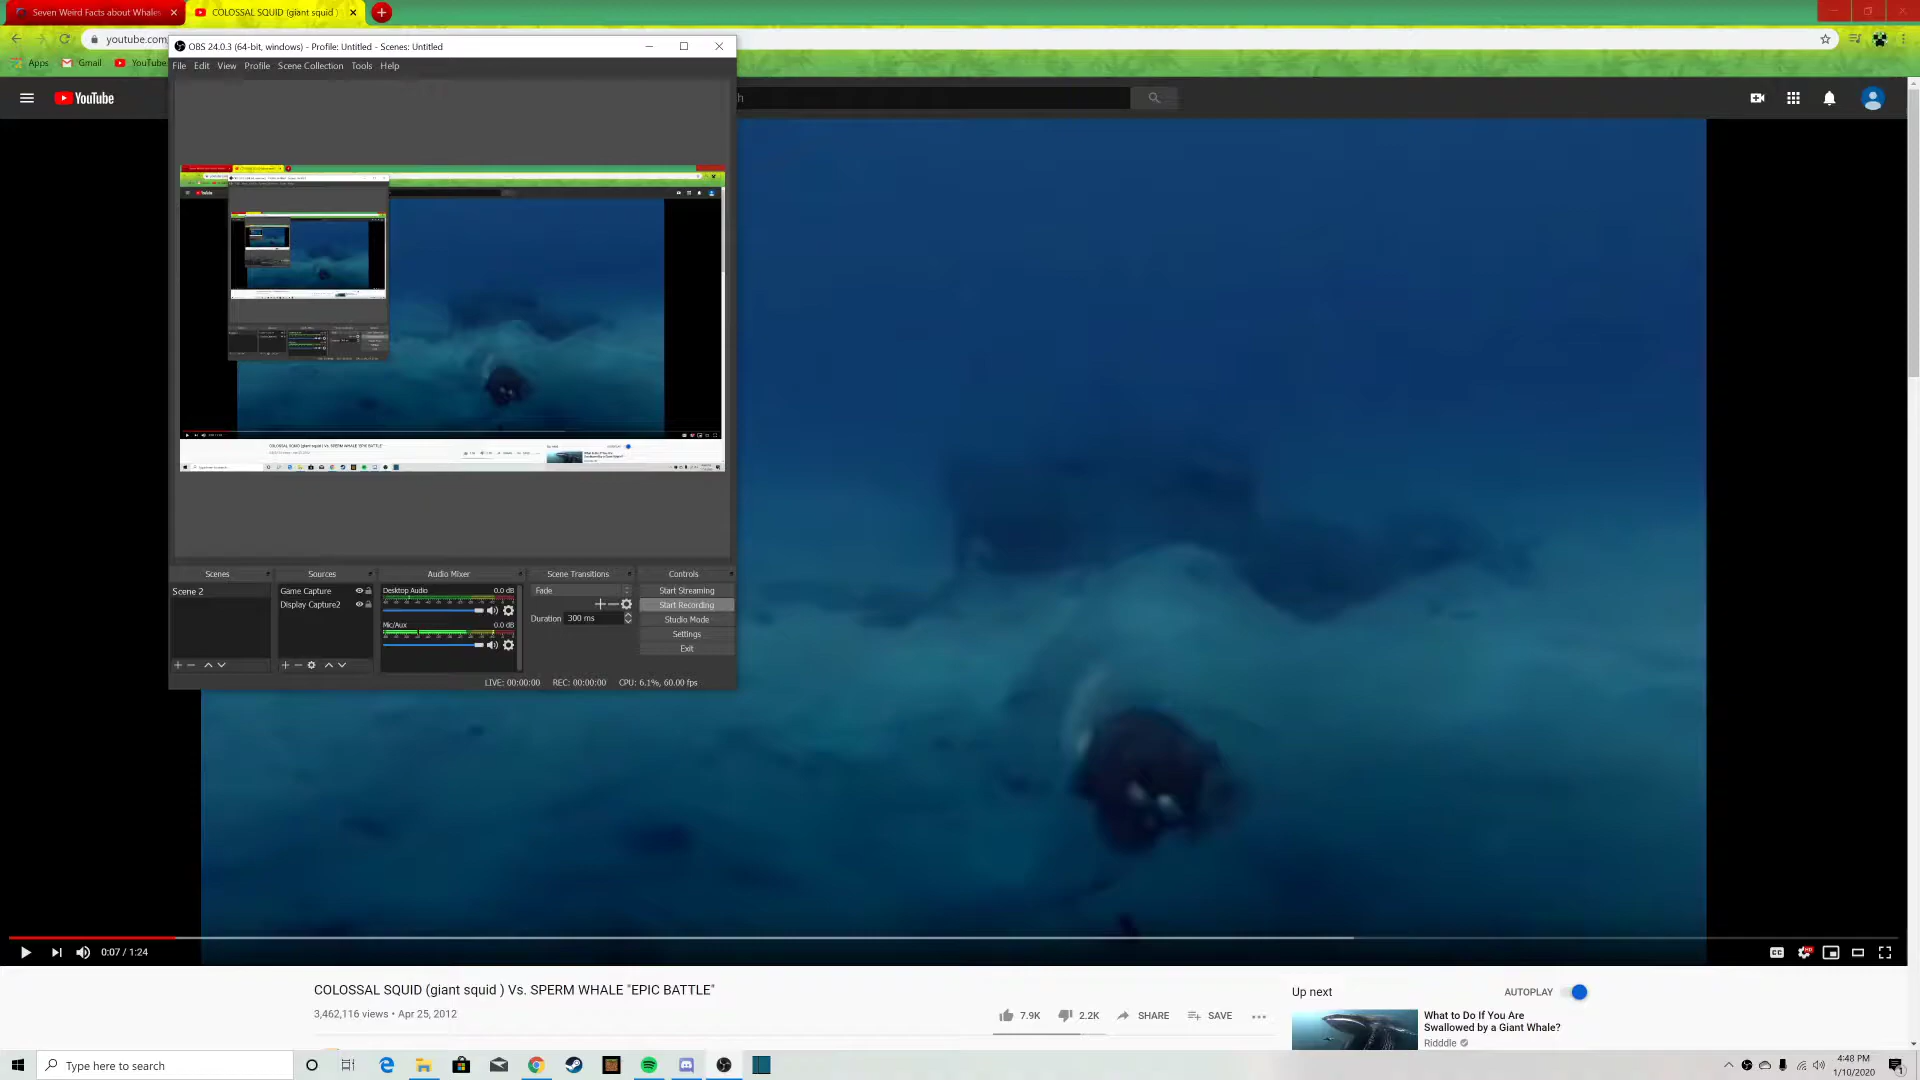 Seven Weird Facts about Whales
COLOSSAL SQUID (giant squid )
youtube.com
Apps
Gmail
YouTube
OBS 24.0.3 (64-bit, windows) - Profile: Untitled - Scenes: Untitled
File Edit View Profile Scene Collection Tools Help
YouTube
Scenes
Sources
Audio Mixer
Scene Transitions
Controls
Scene 2
Game Capture
Display Capture2
Desktop Audio 0.0 dB
Mic/Aux 0.0 dB
Fade
Duration 300 ms
Start Streaming
Start Recording
Studio Mode
Settings
Exit
LIVE: 00:00:00 REC: 00:00:00 CPU: 6.1%, 60.00 fps
0:07 / 1:24
CC
HD
COLOSSAL SQUID (giant squid ) Vs. SPERM WHALE "EPIC BATTLE"
3,462,116 views • Apr 25, 2012
7.9K 2.2K SHARE SAVE
Up next
AUTOPLAY
What to Do If You Are
Swallowed by a Giant Whale?
Ridddle
Type here to search
4:48 PM
1/10/2020